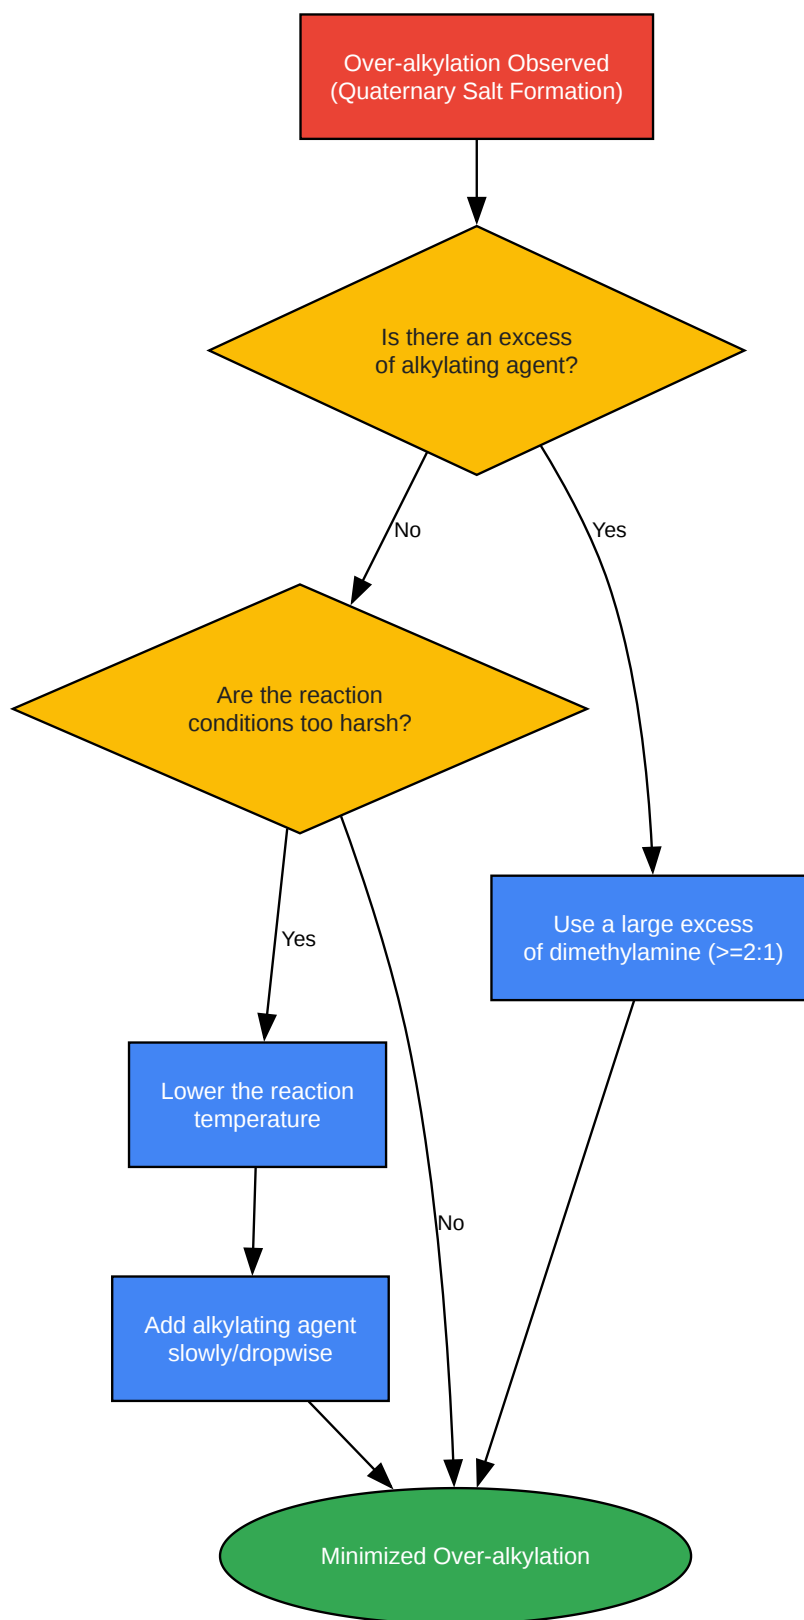 Over-alkylation Observed
(Quaternary Salt Formation)
Is there an excess
of alkylating agent?
No
Yes
Are the reaction
conditions too harsh?
Use a large excess
of dimethylamine (>=2:1)
Yes
Lower the reaction
temperature
No
Add alkylating agent
slowly/dropwise
Minimized Over-alkylation